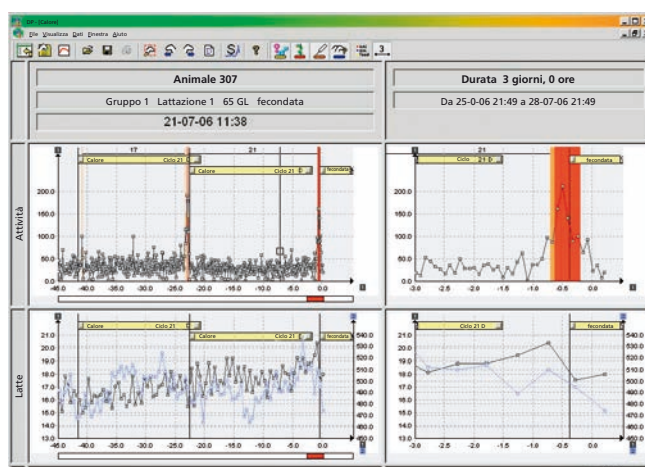 DP - [Calore]
File Visualizza Dati Finestra Aiuto
3
Animale 307
Gruppo 1 Lattazione 1 65 GL fecondata
21-07-06 11:38
Durata 3 giorni, 0 ore
Da 25-0-06 21:49 a 28-07-06 21:49
Attività
17 21
Calore Ciclo 21 D
Calore Ciclo 21 D fecondata
200.0
150.0
100.0
50.0
0.0
-45.0 -40.0 -35.0 -30.0 -25.0 -20.0 -15.0 -10.0 -5.0 0.0
21
Ciclo 21 D fecondata
200.0
150.0
100.0
50.0
0.0
-3.0 -2.5 -2.0 -1.5 -1.0 -0.5 0.0
Latte
Calore Ciclo 21 D
Calore Ciclo 21 D fecondata
21.0 540.0
20.0 530.0
19.0 520.0
18.0 510.0
17.0 500.0
16.0 490.0
15.0 480.0
14.0 470.0
13.0 460.0
-45.0 -40.0 -35.0 -30.0 -25.0 -20.0 -15.0 -10.0 -5.0 0.0
Ciclo 21 D fecondata
21.0 540.0
20.0 530.0
19.0 520.0
18.0 510.0
17.0 500.0
16.0 490.0
15.0 480.0
14.0 470.0
13.0
-3.0 -2.5 -2.0 -1.5 -1.0 -0.5 0.0